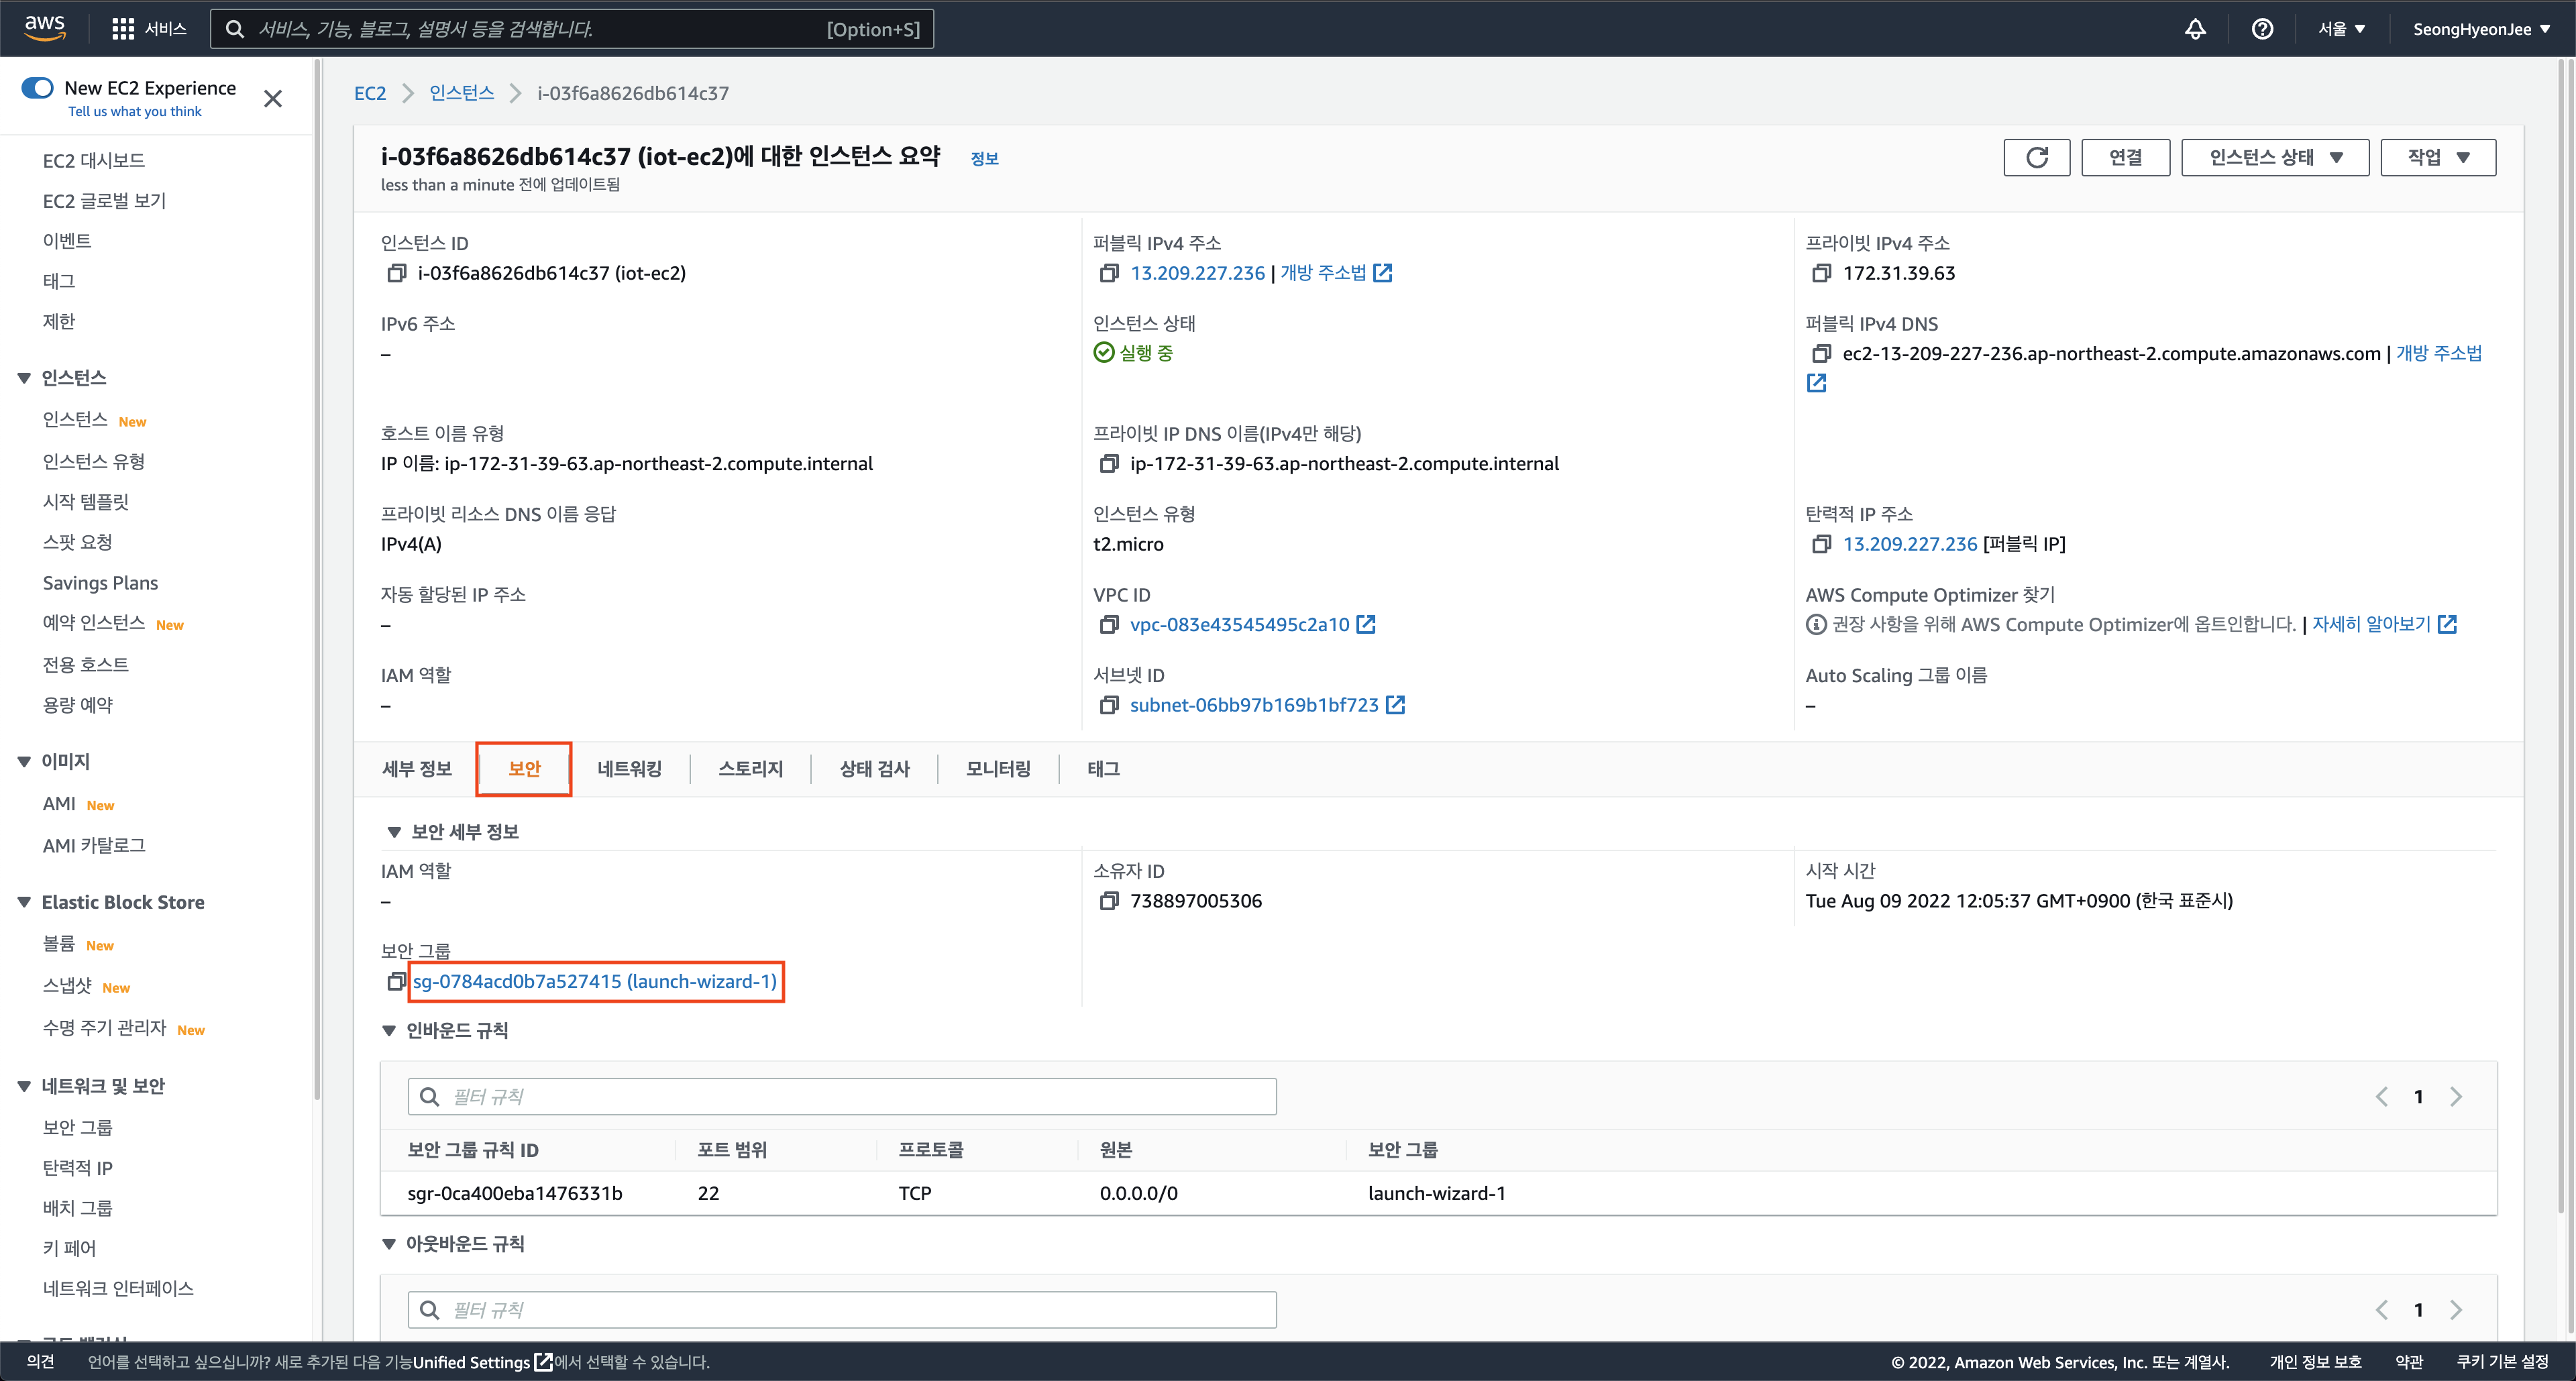 aws
서비스
서비스, 기능, 블로그, 설명서 등을 검색합니다.
[Option+S]
서울 ▼
SeongHyeonJee ▼
New EC2 Experience
Tell us what you think
EC2 대시보드
EC2 글로벌 보기
이벤트
태그
제한
인스턴스
인스턴스 New
인스턴스 유형
시작 템플릿
스팟 요청
Savings Plans
예약 인스턴스 New
전용 호스트
용량 예약
이미지
AMI New
AMI 카탈로그
Elastic Block Store
볼륨 New
스냅샷 New
수명 주기 관리자 New
네트워크 및 보안
보안 그룹
탄력적 IP
배치 그룹
키 페어
네트워크 인터페이스
EC2 > 인스턴스 > i-03f6a8626db614c37
i-03f6a8626db614c37 (iot-ec2)에 대한 인스턴스 요약 정보
less than a minute 전에 업데이트됨
연결
인스턴스 상태 ▼
작업 ▼
인스턴스 ID
i-03f6a8626db614c37 (iot-ec2)
퍼블릭 IPv4 주소
13.209.227.236 | 개방 주소법
프라이빗 IPv4 주소
172.31.39.63
IPv6 주소
–
인스턴스 상태
실행 중
퍼블릭 IPv4 DNS
ec2-13-209-227-236.ap-northeast-2.compute.amazonaws.com | 개방 주소법
호스트 이름 유형
IP 이름: ip-172-31-39-63.ap-northeast-2.compute.internal
프라이빗 IP DNS 이름(IPv4만 해당)
ip-172-31-39-63.ap-northeast-2.compute.internal
프라이빗 리소스 DNS 이름 응답
IPv4(A)
인스턴스 유형
t2.micro
탄력적 IP 주소
13.209.227.236 [퍼블릭 IP]
자동 할당된 IP 주소
–
VPC ID
vpc-083e43545495c2a10
AWS Compute Optimizer 찾기
권장 사항을 위해 AWS Compute Optimizer에 옵트인합니다. | 자세히 알아보기
IAM 역할
–
서브넷 ID
subnet-06bb97b169b1bf723
Auto Scaling 그룹 이름
–
세부 정보
보안
네트워킹
스토리지
상태 검사
모니터링
태그
보안 세부 정보
IAM 역할
–
소유자 ID
738897005306
시작 시간
Tue Aug 09 2022 12:05:37 GMT+0900 (한국 표준시)
보안 그룹
sg-0784acd0b7a527415 (launch-wizard-1)
인바운드 규칙
필터 규칙
1
보안 그룹 규칙 ID 포트 범위 프로토콜 원본 보안 그룹
sgr-0ca400eba1476331b 22 TCP 0.0.0.0/0 launch-wizard-1
아웃바운드 규칙
필터 규칙
1
의견
언어를 선택하고 싶으십니까? 새로 추가된 다음 기능Unified Settings에서 선택할 수 있습니다.
© 2022, Amazon Web Services, Inc. 또는 계열사.
개인 정보 보호
약관
쿠키 기본 설정